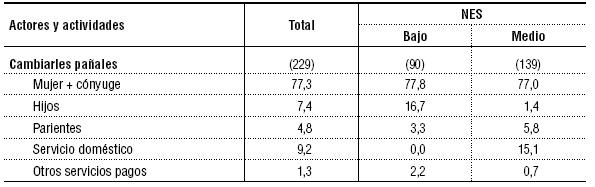 Actores y actividades Total NES
Bajo Medio
Cambiarles pañales (229) (90) (139)
Mujer + cónyuge 77,3 77,8 77,0
Hijos 7,4 16,7 1,4
Parientes 4,8 3,3 5,8
Servicio doméstico 9,2 0,0 15,1
Otros servicios pagos 1,3 2,2 0,7